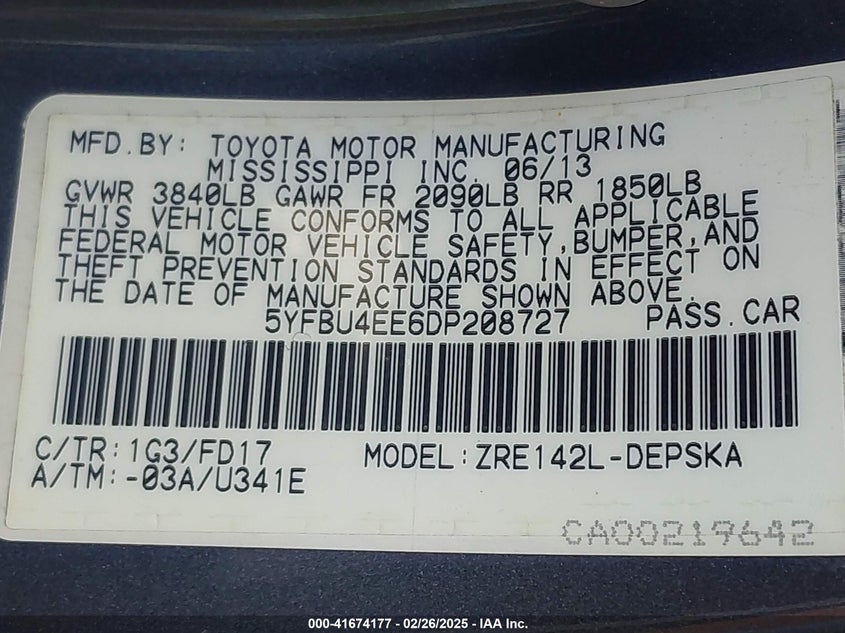 MFD.BY: TOYOTA MOTOR MANUFACTURING
MISSISSIPPI INC. 06/13
GVWR 3840LB GAWR FR 2090LB RR 1850LB
THIS VEHICLE CONFORMS TO ALL APPLICABLE
FEDERAL MOTOR VEHICLE SAFETY,BUMPER,AND
THEFT PREVENTION STANDARDS IN EFFECT ON
THE DATE OF MANUFACTURE SHOWN ABOVE.
5YFBU4EE6DP208727 PASS.CAR
C/TR:1G3/FD17 MODEL:ZRE142L-DEPSKA
A/TM:-03A/U341E
CA00219642
000-41674177 - 02/26/2025 - IAA Inc.